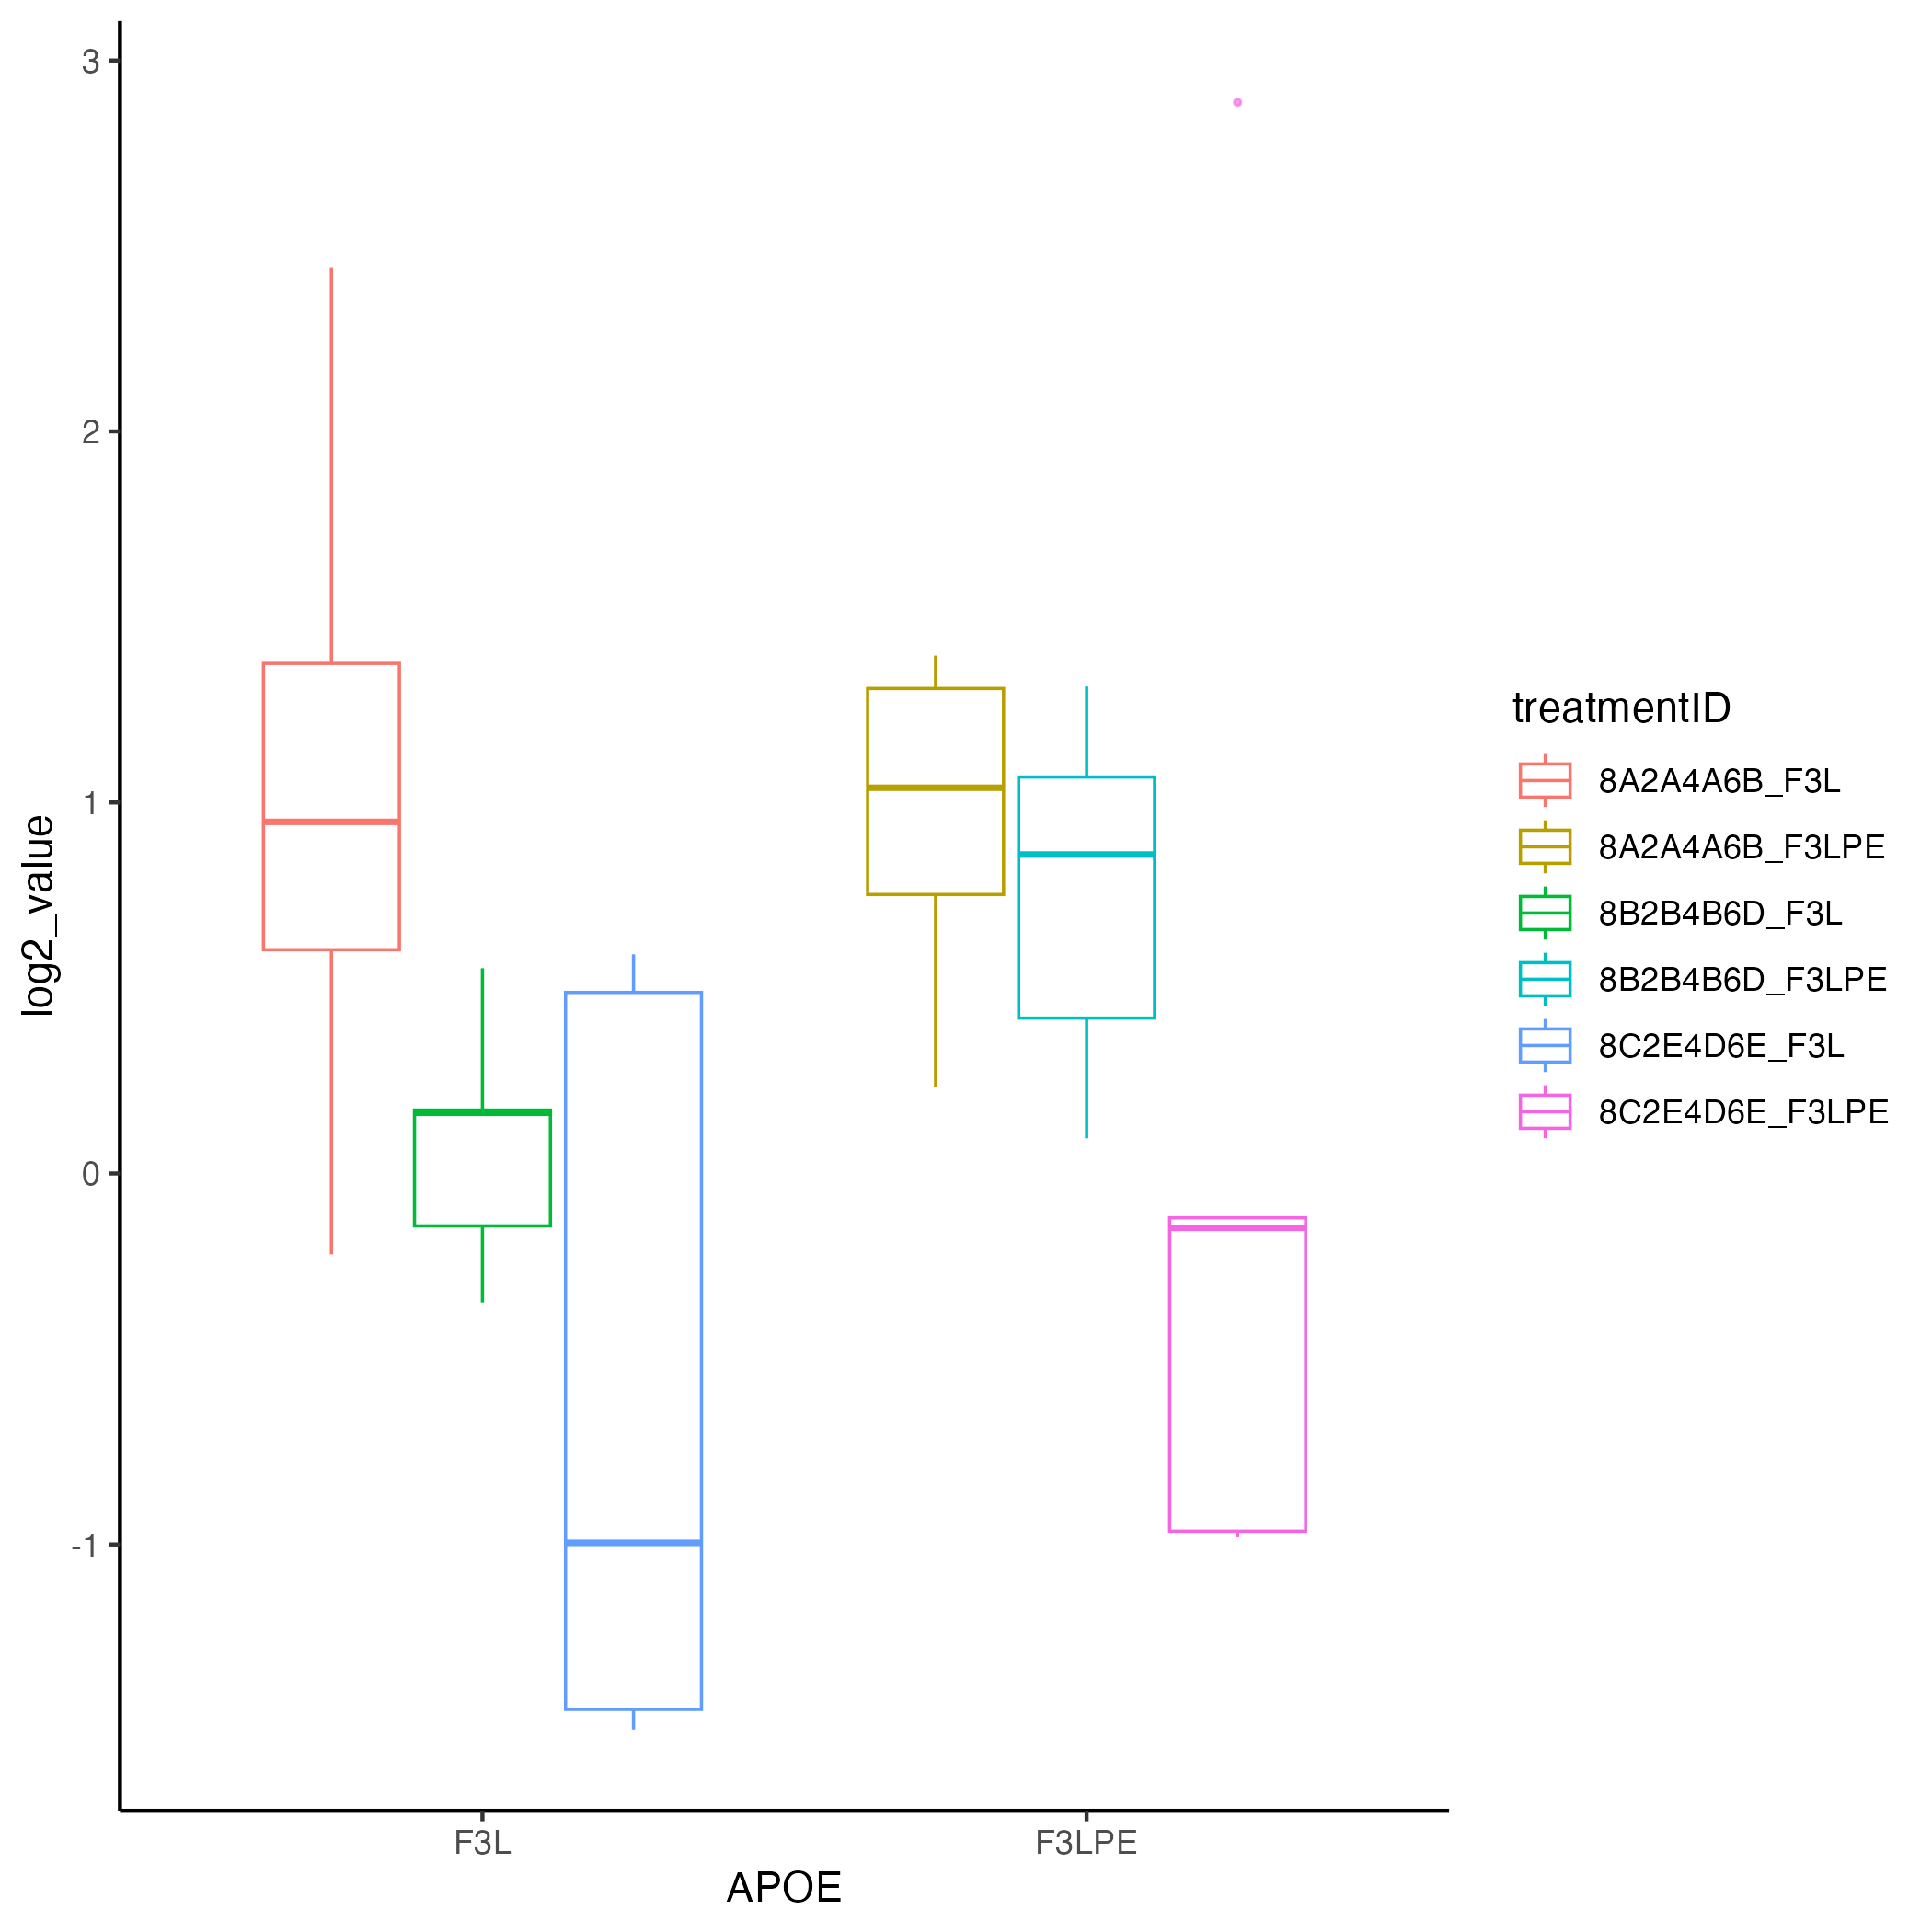 3
2
1
0
-1
log2_value
F3L
F3LPE
APOE
treatmentID
8A2A4A6B_F3L
8A2A4A6B_F3LPE
8B2B4B6D_F3L
8B2B4B6D_F3LPE
8C2E4D6E_F3L
8C2E4D6E_F3LPE